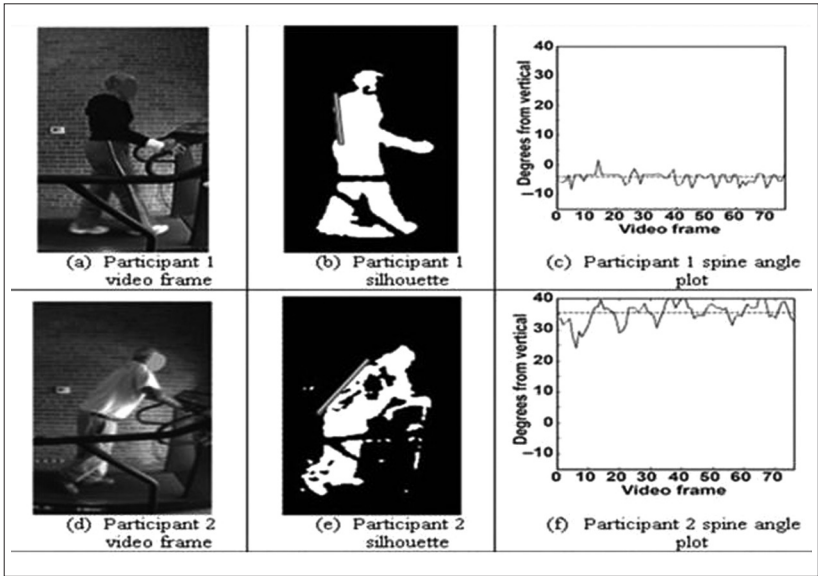 40
30
20
10
0
−10
Degrees from vertical
0 10 20 30 40 50 60 70
Video frame
(a) Participant 1
video frame
(b) Participant 1
silhouette
(c) Participant 1 spine angle
plot
40
30
20
10
0
−10
Degrees from vertical
0 10 20 30 40 50 60 70
Video frame
(d) Participant 2
video frame
(e) Participant 2
silhouette
(f) Participant 2 spine angle
plot